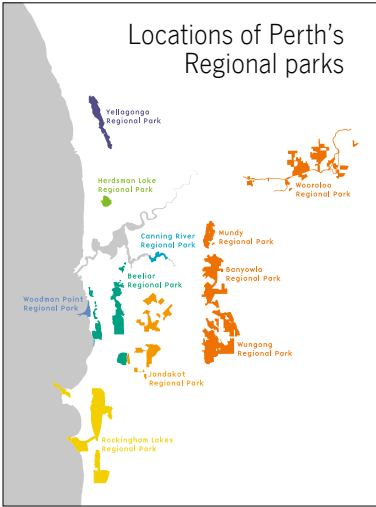 Locations of Perth's
Regional parks
Yellagonga
Regional Park
Herdsman Lake
Regional Park
Wooroloo
Regional Park
Canning River
Regional Park
Mundy
Regional Park
Beeliar
Regional Park
Banyowla
Regional Park
Woodman Point
Regional Park
Wungong
Regional Park
Jandakot
Regional Park
Rockingham Lakes
Regional Park